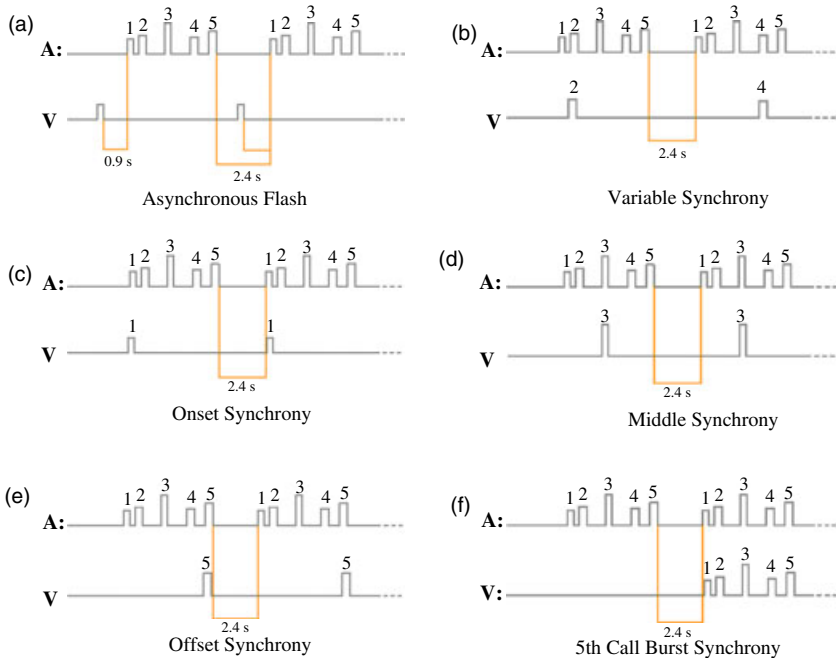 (a)
A:
1 2 3 4 5 1 2 3 4 5
V
0.9 s
2.4 s
Asynchronous Flash
(b)
A:
1 2 3 4 5 1 2 3 4 5
V
2 4
2.4 s
Variable Synchrony
(c)
A:
1 2 3 4 5 1 2 3 4 5
V
1 1
2.4 s
Onset Synchrony
(d)
A:
1 2 3 4 5 1 2 3 4 5
V
3 3
2.4 s
Middle Synchrony
(e)
A:
1 2 3 4 5 1 2 3 4 5
V
5 5
2.4 s
Offset Synchrony
(f)
A:
1 2 3 4 5 1 2 3 4 5
V:
1 2 3 4 5
2.4 s
5th Call Burst Synchrony